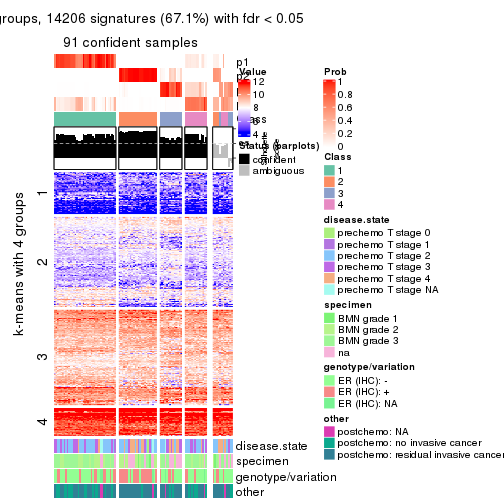 groups, 14206 signatures (67.1%) with fdr < 0.05
91 confident samples
p1
p2
Value
12
10
8
6
4
Status (barplots)
confident
ambiguous
Prob
1
0.8
0.6
0.4
0.2
0
Class
1
2
3
4
disease.state
prechemo T stage 0
prechemo T stage 1
prechemo T stage 2
prechemo T stage 3
prechemo T stage 4
prechemo T stage NA
specimen
BMN grade 1
BMN grade 2
BMN grade 3
na
genotype/variation
ER (IHC): -
ER (IHC): +
ER (IHC): NA
other
postchemo: NA
postchemo: no invasive cancer
postchemo: residual invasive cancer
k-means with 4 groups
1
2
3
4
disease.state
specimen
genotype/variation
other